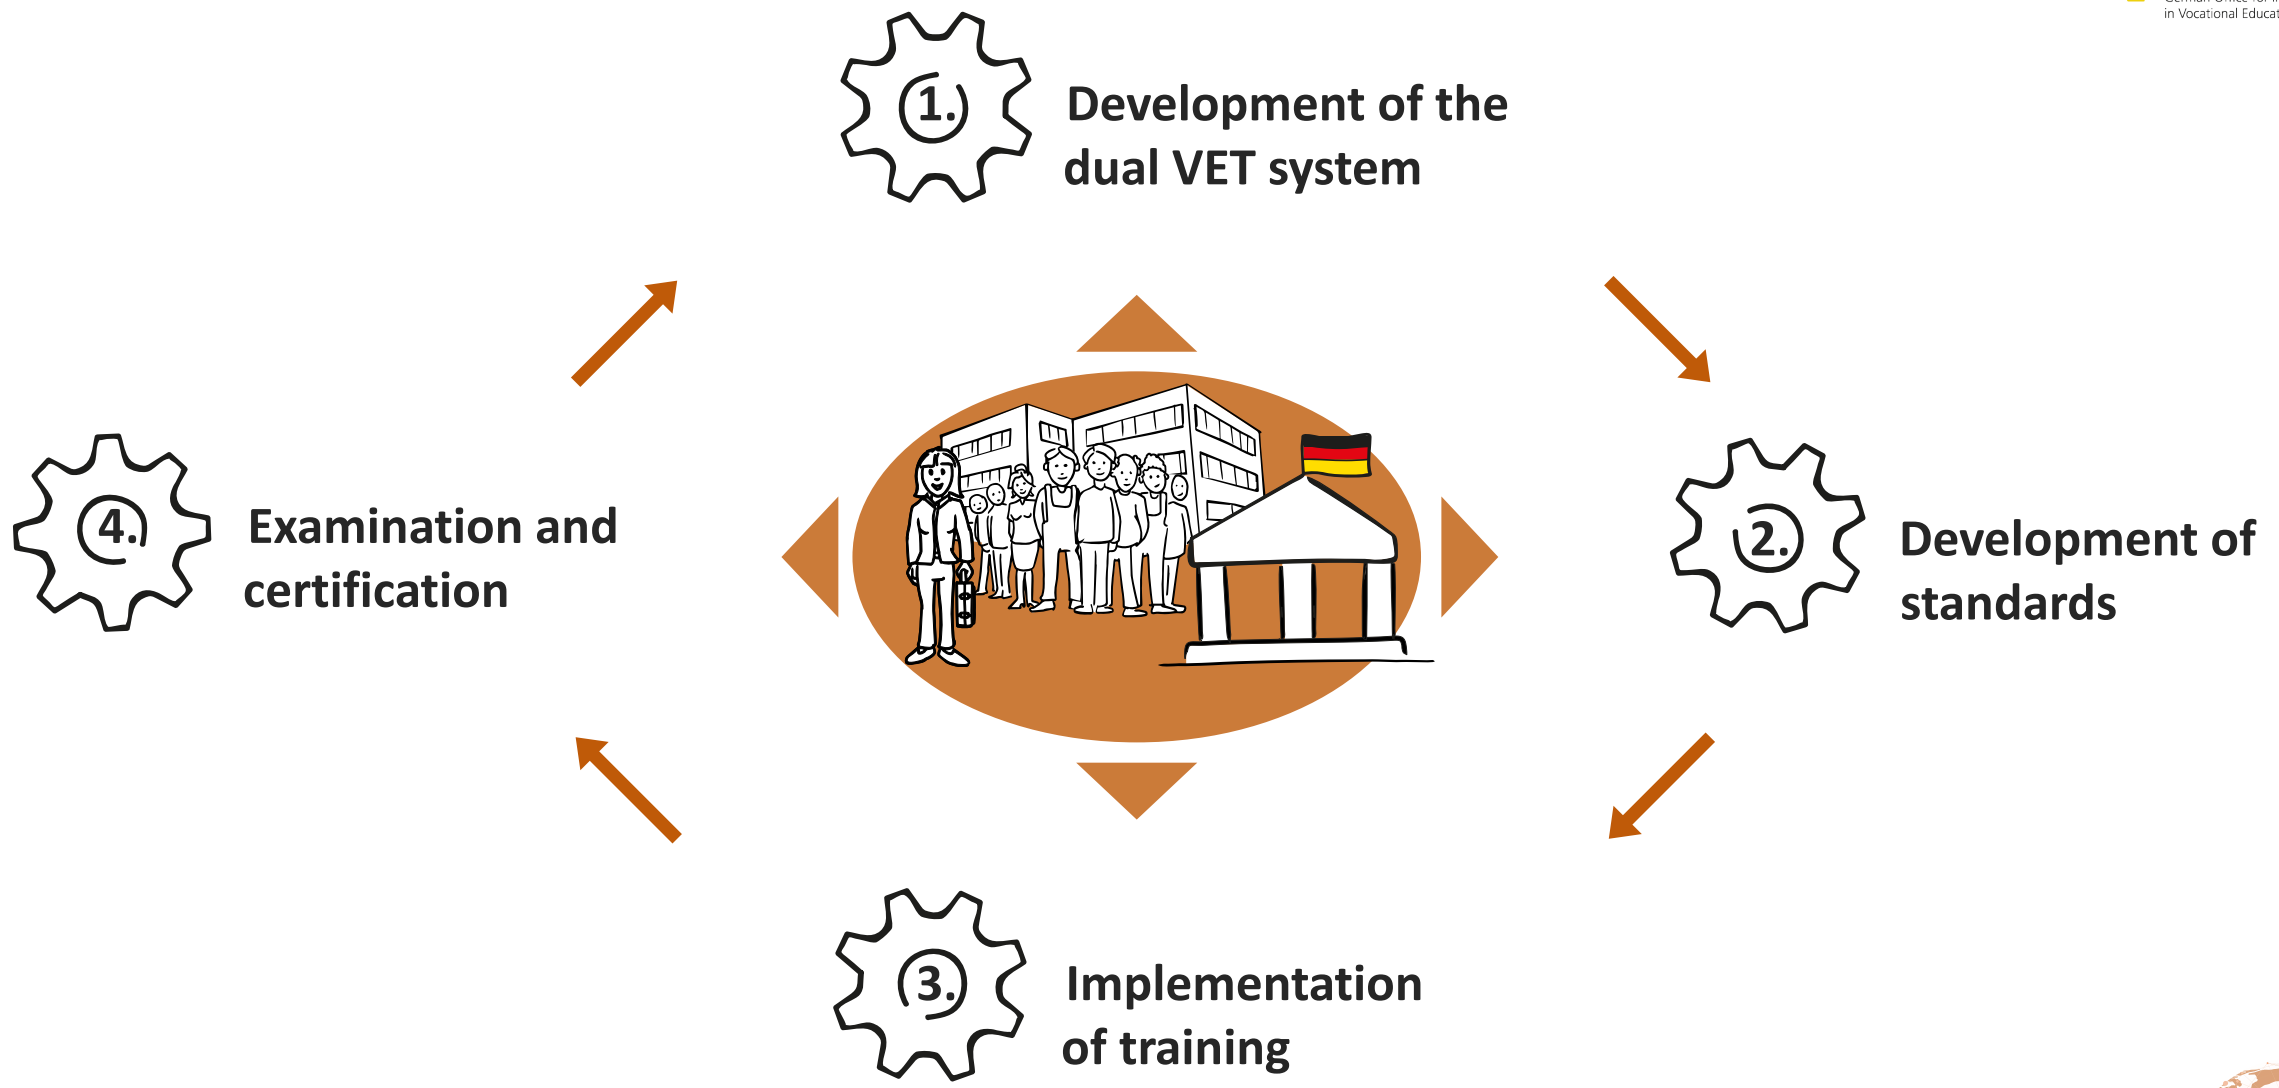 in Vocational
1.
Development of the
dual VET system
4.
Examination and
certification
2.
Development of
standards
3.
Implementation
of training